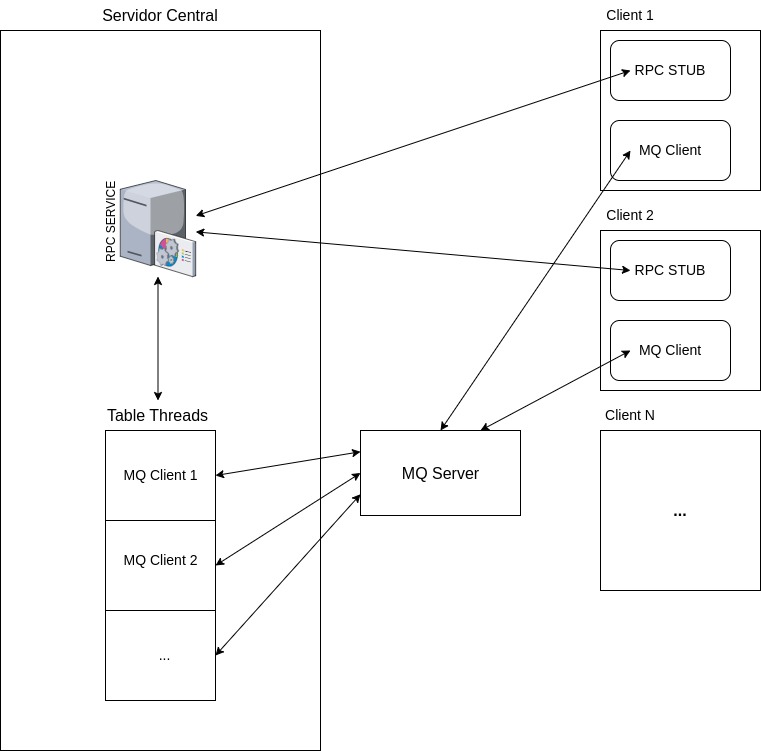 Servidor Central
Client 1
RPC STUB
MQ Client
RPC SERVICE
Client 2
RPC STUB
MQ Client
Table Threads
Client N
MQ Client 1
MQ Server
MQ Client 2
...
...